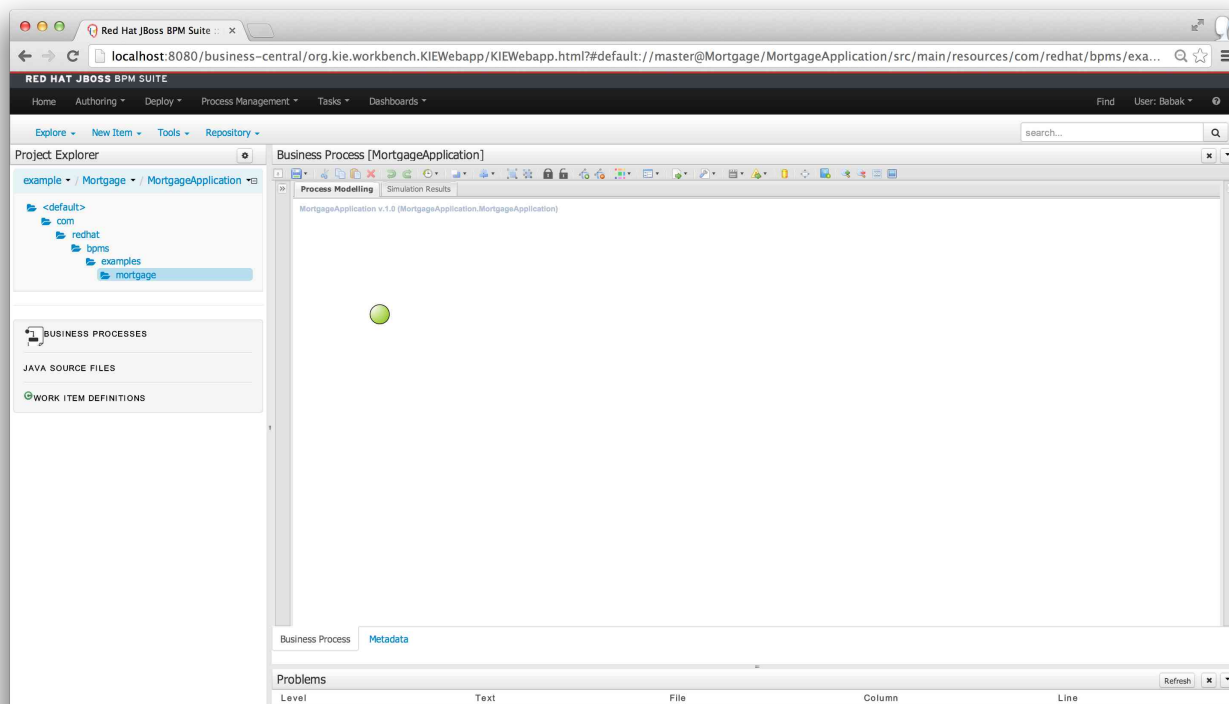 Red Hat JBoss BPM Suite ::
localhost:8080/business-central/org.kie.workbench.KIEWebapp/KIEWebapp.html?#default://master@Mortgage/MortgageApplication/src/main/resources/com/redhat/bpms/exa...
RED HAT JBOSS BPM SUITE
Home Authoring Deploy Process Management Tasks Dashboards Find User: Babak
Explore New Item Tools Repository search...
Project Explorer
example / Mortgage / MortgageApplication
<default>
com
redhat
bpms
examples
mortgage
BUSINESS PROCESSES
JAVA SOURCE FILES
WORK ITEM DEFINITIONS
Business Process [MortgageApplication]
Process Modelling Simulation Results
MortgageApplication v.1.0 (MortgageApplication.MortgageApplication)
Business Process Metadata
Problems Refresh
Level Text File Column Line